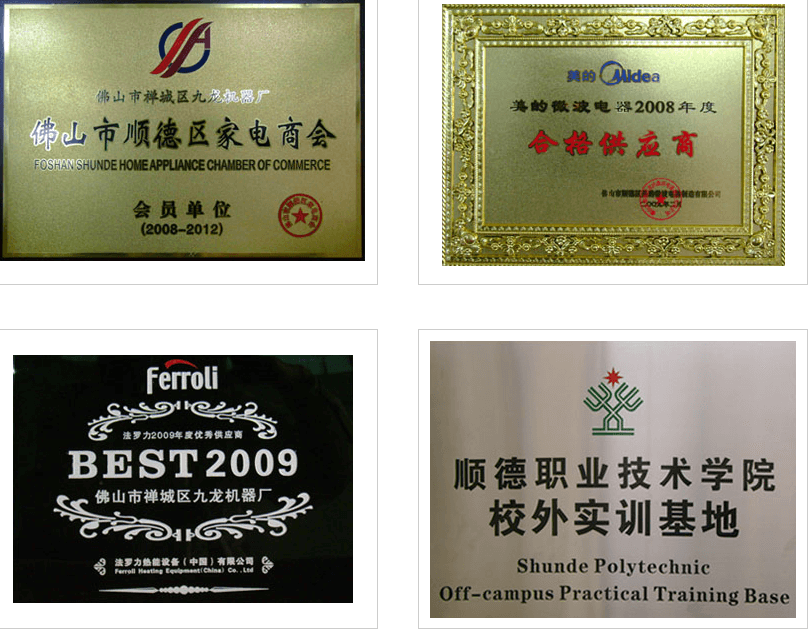 佛山市禅城区九龙机器厂
佛山市顺德区家电商会
FOSHAN SHUNDE HOME APPLIANCE CHAMBER OF COMMERCE
会员单位
(2008-2012)
美的 Midea
美的微波电器2008年度
合格供应商
Ferroli
法罗力2009年度优秀供应商
BEST2009
佛山市禅城区九龙机器厂
法罗力热能设备(中国)有限公司
Ferroli Heating Equipment(China) Co.,Ltd
顺德职业技术学院
校外实训基地
Shunde Polytechnic
Off-campus Practical Training Base